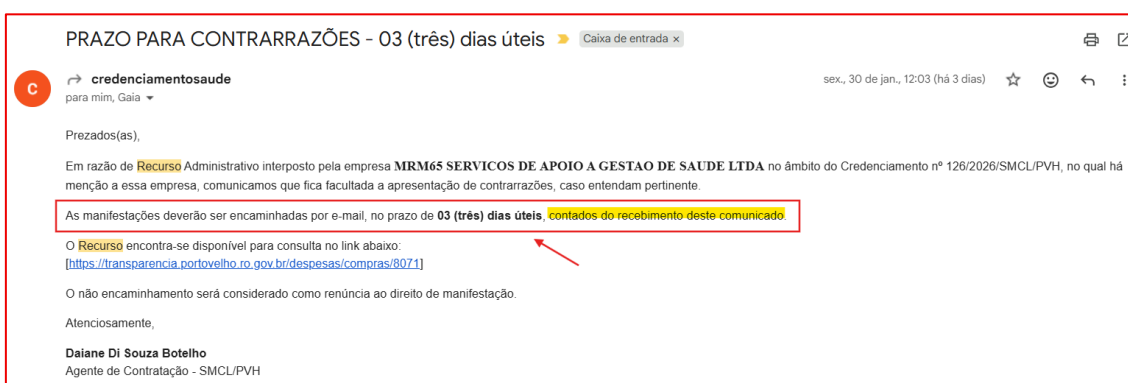 PRAZO PARA CONTRARRAZÕES - 03 (três) dias úteis Caixa de entrada x
C
credenciamentosaude
sex., 30 de jan., 12:03 (há 3 dias)
para mim, Gaia
Prezados(as),
Em razão de Recurso Administrativo interposto pela empresa MRM65 SERVICOS DE APOIO A GESTAO DE SAUDE LTDA no âmbito do Credenciamento nº 126/2026/SMCL/PVH, no qual há
menção a essa empresa, comunicamos que fica facultada a apresentação de contrarrazões, caso entendam pertinente.
As manifestações deverão ser encaminhadas por e-mail, no prazo de 03 (três) dias úteis, contados do recebimento deste comunicado.
O Recurso encontra-se disponível para consulta no link abaixo:
[https://transparencia.portovelho.ro.gov.br/despesas/compras/8071]
O não encaminhamento será considerado como renúncia ao direito de manifestação.
Atenciosamente,
Daiane Di Souza Botelho
Agente de Contratação - SMCL/PVH